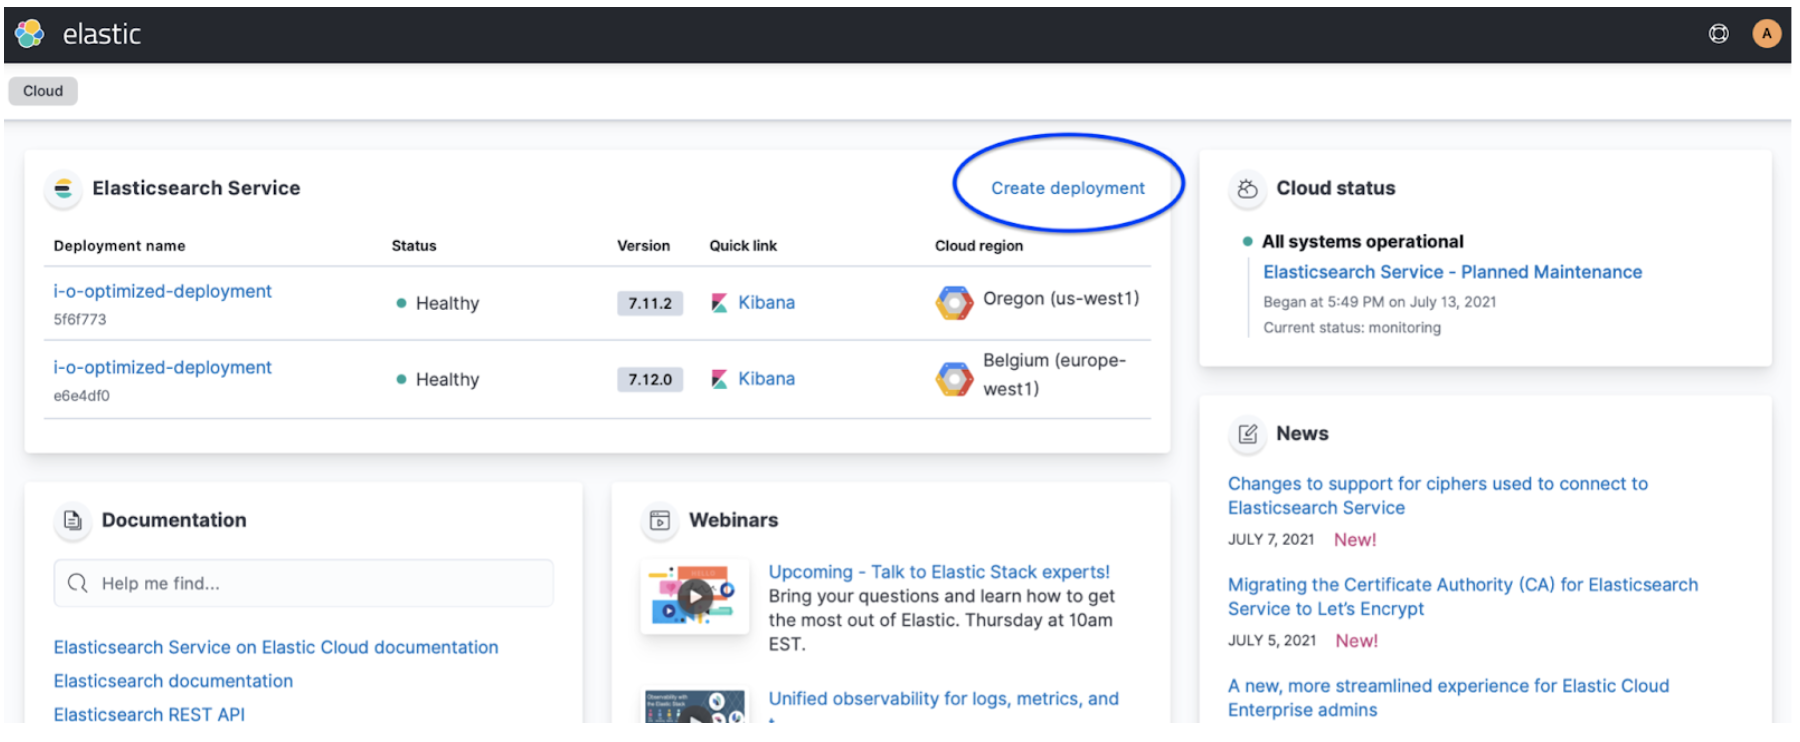 elastic
A
Cloud
Elasticsearch Service
Create deployment
Deployment name Status Version Quick link Cloud region
i-o-optimized-deployment Healthy 7.11.2 Kibana Oregon (us-west1)
5f6f773
i-o-optimized-deployment Healthy 7.12.0 Kibana Belgium (europe-
west1)
e6e4df0
Cloud status
All systems operational
Elasticsearch Service - Planned Maintenance
Began at 5:49 PM on July 13, 2021
Current status: monitoring
Documentation
Help me find...
Elasticsearch Service on Elastic Cloud documentation
Elasticsearch documentation
Elasticsearch REST API
Webinars
HELLO
Upcoming - Talk to Elastic Stack experts!
Bring your questions and learn how to get
the most out of Elastic. Thursday at 10am
EST.
Observability with
the Elastic Stack
Unified observability for logs, metrics, and
News
Changes to support for ciphers used to connect to
Elasticsearch Service
JULY 7, 2021 New!
Migrating the Certificate Authority (CA) for Elasticsearch
Service to Let's Encrypt
JULY 5, 2021 New!
A new, more streamlined experience for Elastic Cloud
Enterprise admins